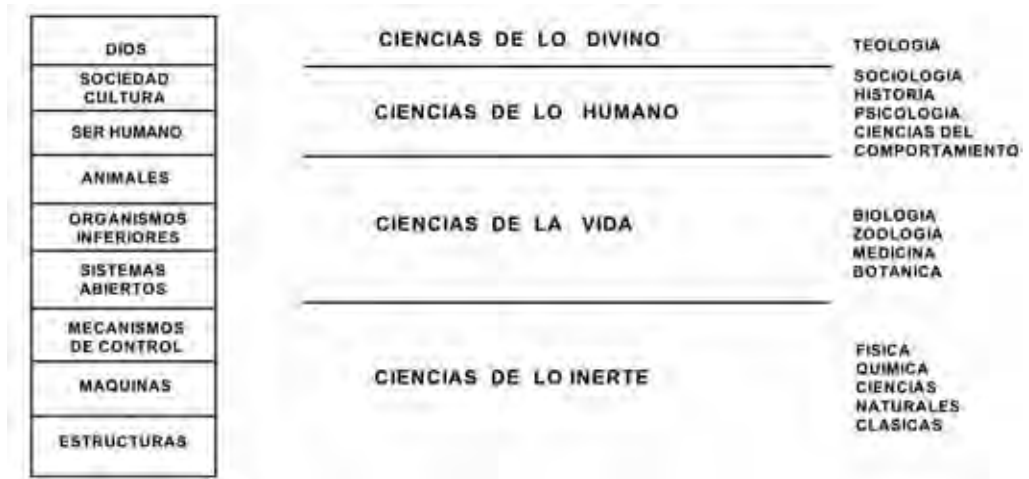 DIOS
SOCIEDAD
CULTURA
SER HUMANO
ANIMALES
ORGANISMOS
INFERIORES
SISTEMAS
ABIERTOS
MECANISMOS
DE CONTROL
MAQUINAS
ESTRUCTURAS
CIENCIAS DE LO DIVINO
CIENCIAS DE LO HUMANO
CIENCIAS DE LA VIDA
CIENCIAS DE LO INERTE
TEOLOGIA
SOCIOLOGIA
HISTORIA
PSICOLOGIA
CIENCIAS DEL
COMPORTAMIENTO
BIOLOGIA
ZOOLOGIA
MEDICINA
BOTANICA
FISICA
QUIMICA
CIENCIAS
NATURALES
CLASICAS